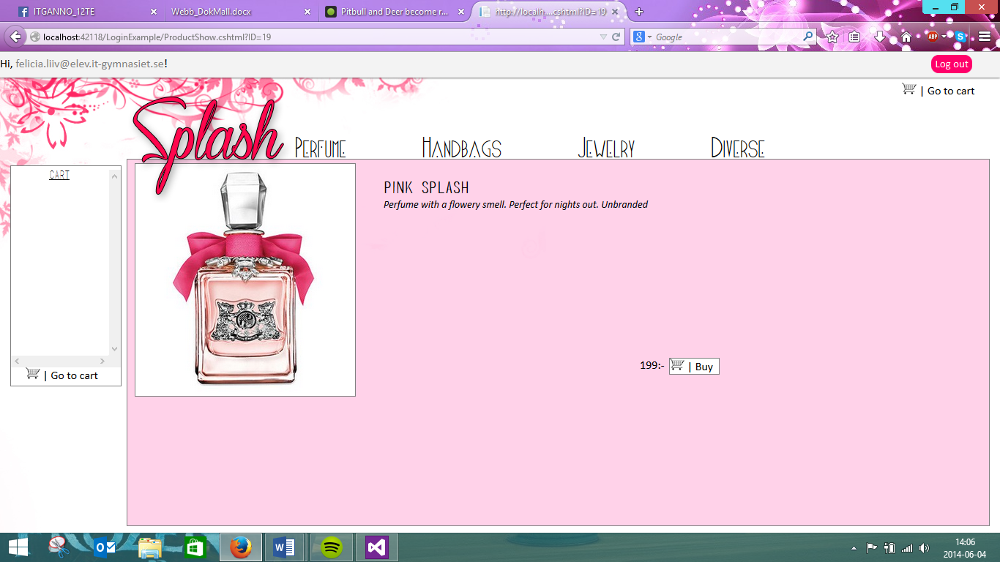 ITGANNO_12TE
Webb_DokMall.docx
Pitbull and Deer become r...
http://localh....cshtml?ID=19
localhost:42118/LoginExample/ProductShow.cshtml?ID=19
Google
ABP
Hi, felicia.liiv@elev.it-gymnasiet.se!
Log out
| Go to cart
Splash
PERFUME
HANDBAGS
JEWELRY
DIVERSE
CART
| Go to cart
PINK SPLASH
Perfume with a flowery smell. Perfect for nights out. Unbranded
199:- | Buy
14:06
2014-06-04